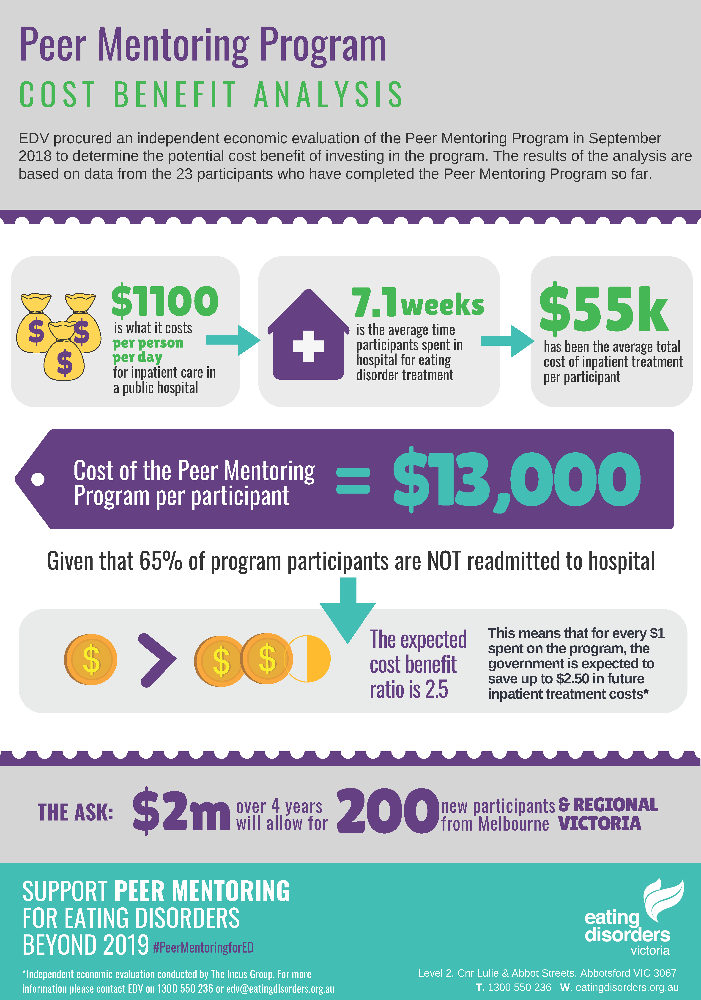 Peer Mentoring Program
COST BENEFIT ANALYSIS
EDV procured an independent economic evaluation of the Peer Mentoring Program in September
2018 to determine the potential cost benefit of investing in the program. The results of the analysis are
based on data from the 23 participants who have completed the Peer Mentoring Program so far.
$ $ $
$1100
is what it costs
per person
per day
for inpatient care in
a public hospital
7.1 weeks
is the average time
participants spent in
hospital for eating
disorder treatment
$55k
has been the average total
cost of inpatient treatment
per participant
Cost of the Peer Mentoring
Program per participant
= $13,000
Given that 65% of program participants are NOT readmitted to hospital
$ > $ $
The expected
cost benefit
ratio is 2.5
This means that for every $1
spent on the program, the
government is expected to
save up to $2.50 in future
inpatient treatment costs*
THE ASK:
$2m
over 4 years
will allow for
200
new participants
from Melbourne
& REGIONAL
VICTORIA
SUPPORT PEER MENTORING
FOR EATING DISORDERS
BEYOND 2019 #PeerMentoringforED
*Independent economic evaluation conducted by The Incus Group. For more
information please contact EDV on 1300 550 236 or edv@eatingdisorders.org.au
eating
disorders
victoria
Level 2, Cnr Lulie & Abbot Streets, Abbotsford VIC 3067
T. 1300 550 236 W. eatingdisorders.org.au